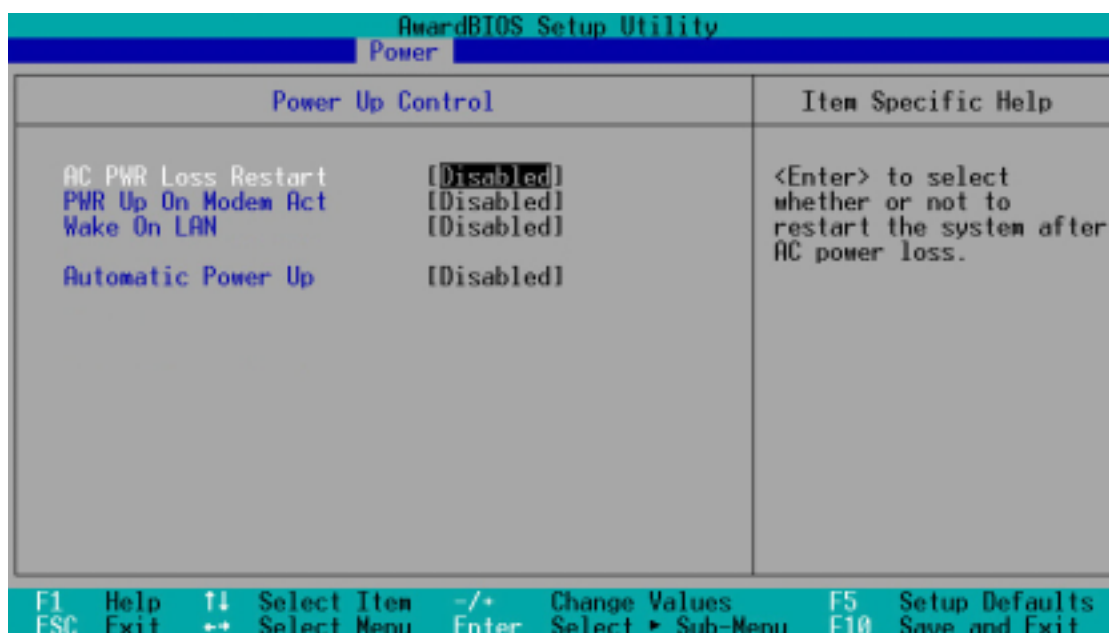 AwardBIOS Setup Utility
Power
Power Up Control
Item Specific Help
AC PWR Loss Restart [Disabled]
PWR Up On Modem Act [Disabled]
Wake On LAN [Disabled]
Automatic Power Up [Disabled]
<Enter> to select
whether or not to
restart the system after
AC power loss.
F1 Help ↑↓ Select Item -/+ Change Values F5 Setup Defaults
ESC Exit ←→ Select Menu Enter Select ► Sub-Menu F10 Save and Exit